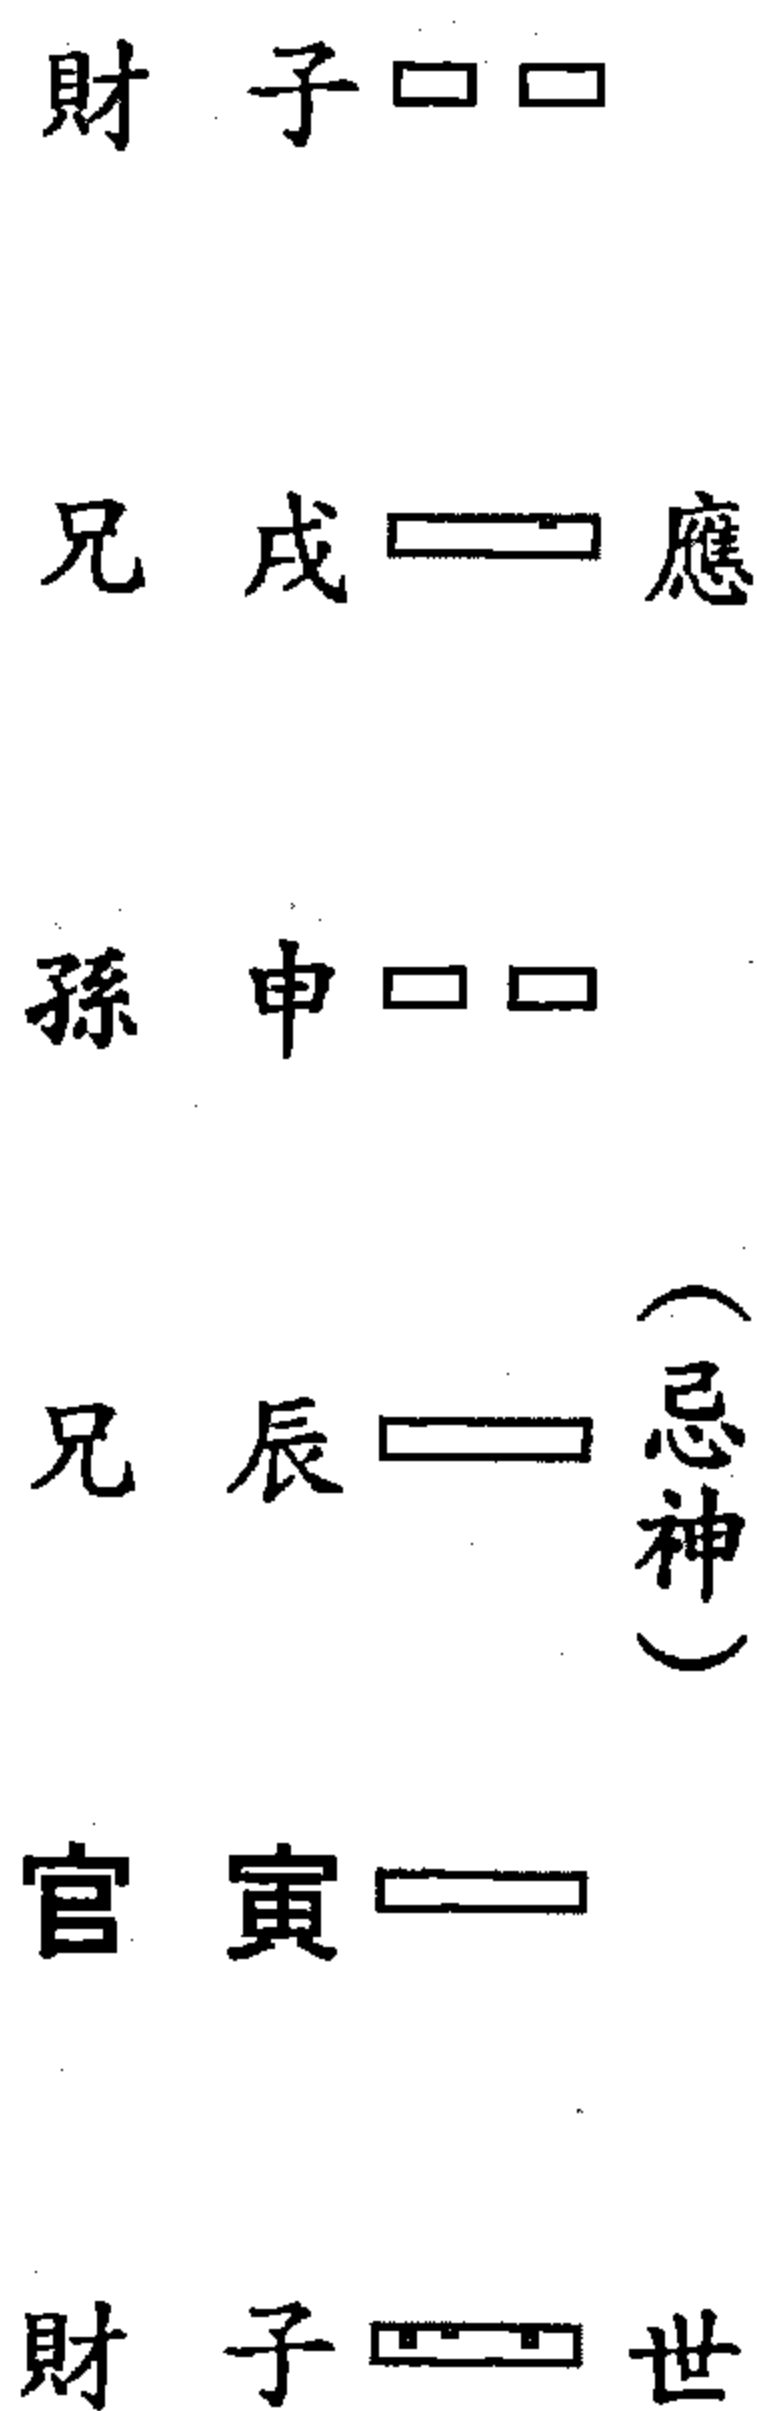 財 子
兄 戌 應
孫 申
兄 辰 (忌神)
官 寅
財 子 世